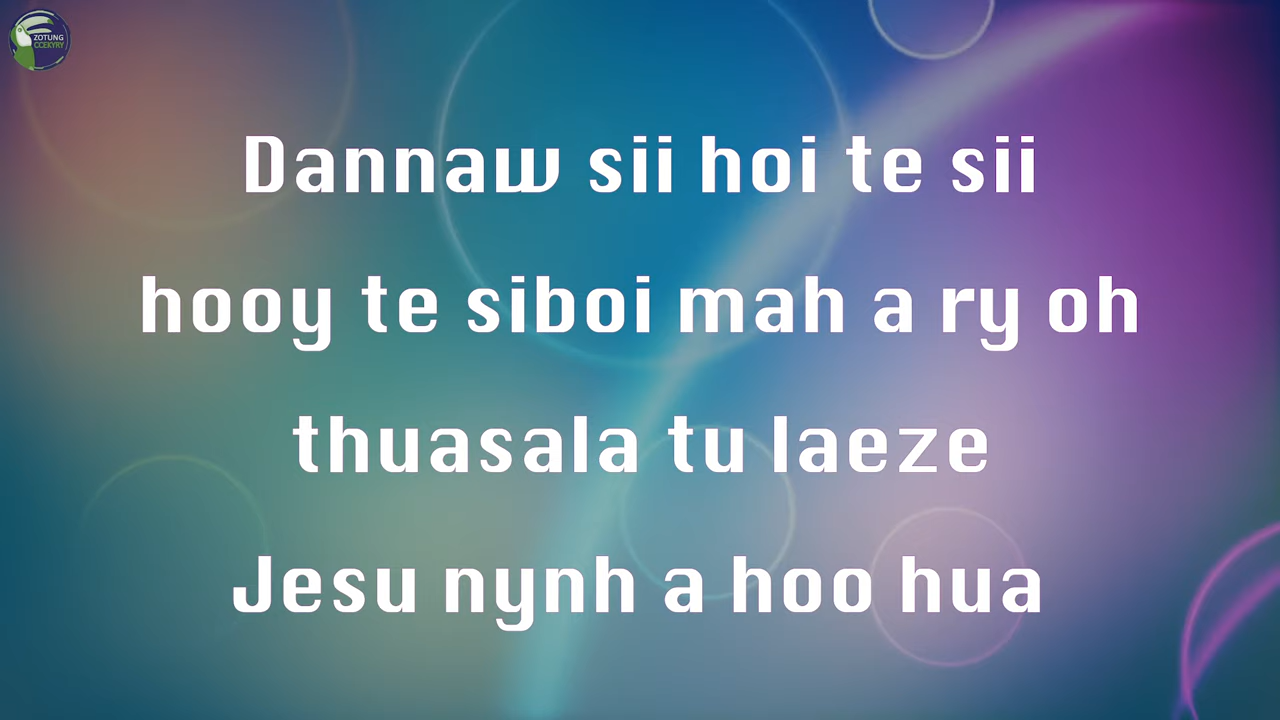 ZOTUNG
CCEKYRY
Dannaw sii hoi te sii
hooy te siboi mah a ry oh
thuasala tu laeze
Jesu nynh a hoo hua